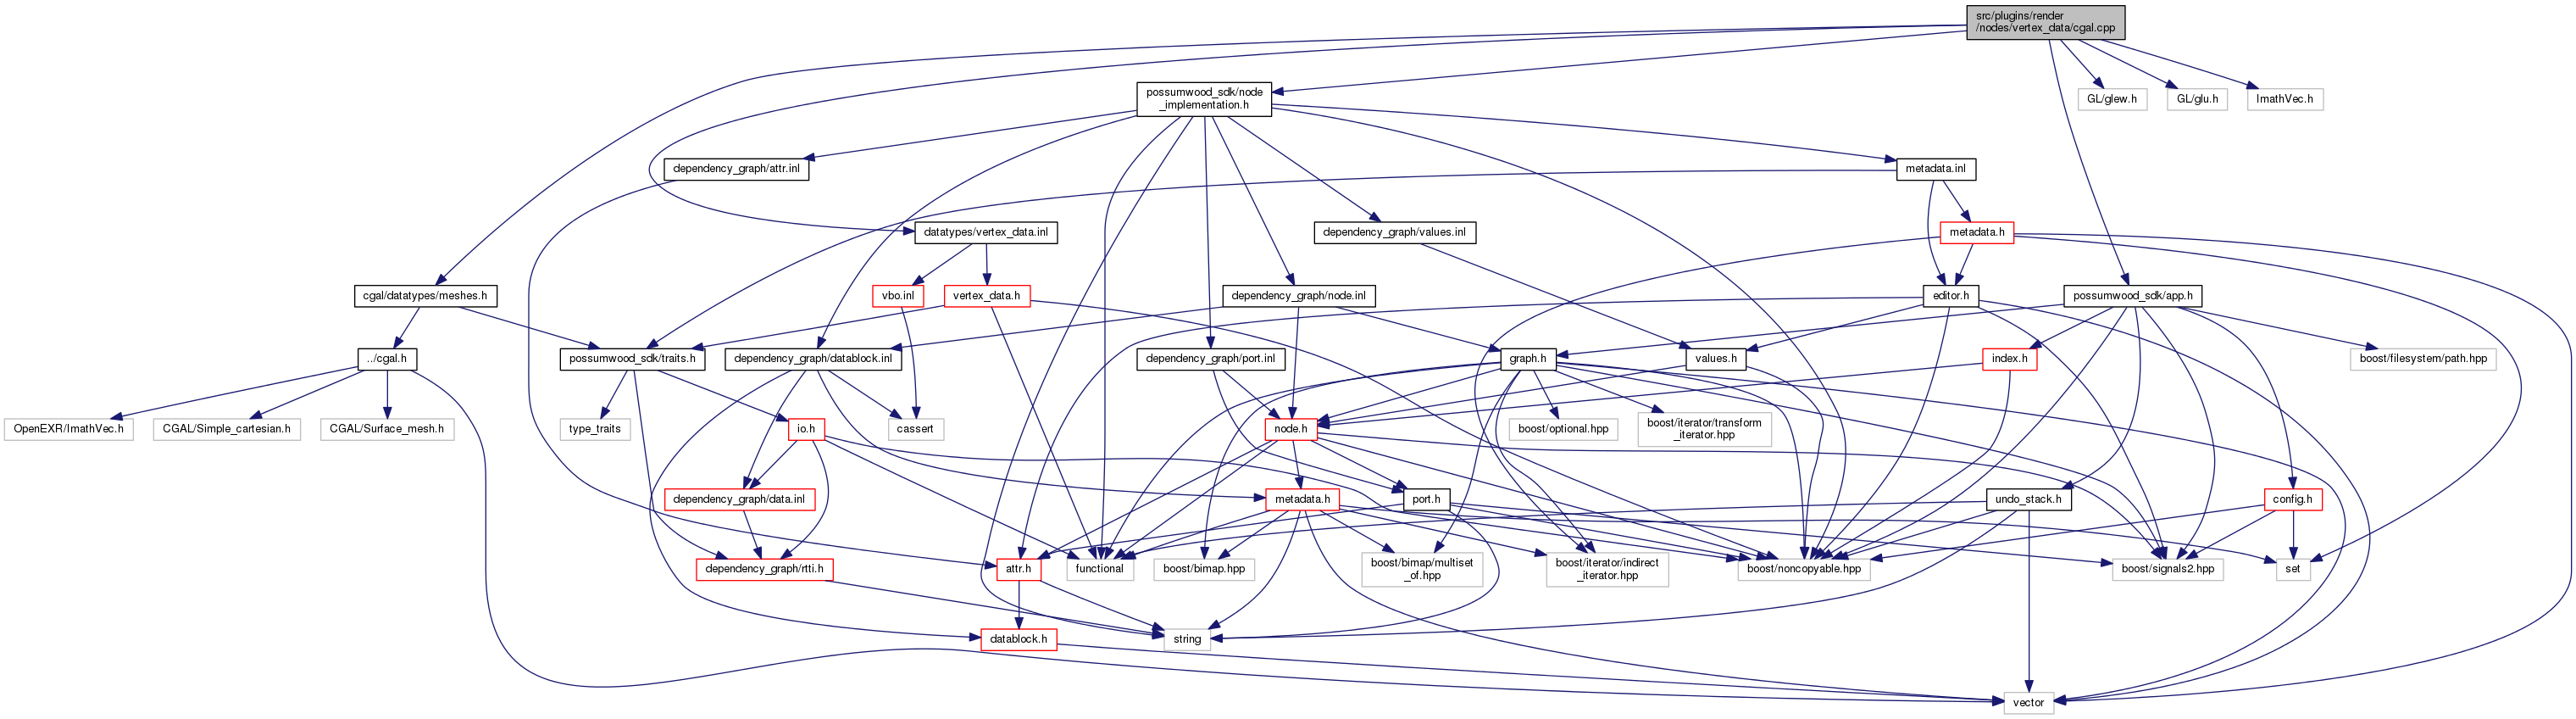 src/plugins/render
/nodes/vertex_data/cgal.cpp
possumwood_sdk/node
_implementation.h
GL/glew.h
GL/glu.h
ImathVec.h
dependency_graph/attr.inl
metadata.inl
datatypes/vertex_data.inl
dependency_graph/values.inl
metadata.h
cgal/datatypes/meshes.h
vbo.inl
vertex_data.h
dependency_graph/node.inl
editor.h
possumwood_sdk/app.h
../cgal.h
possumwood_sdk/traits.h
dependency_graph/datablock.inl
dependency_graph/port.inl
graph.h
values.h
index.h
boost/filesystem/path.hpp
OpenEXR/ImathVec.h
CGAL/Simple_cartesian.h
CGAL/Surface_mesh.h
type_traits
io.h
cassert
node.h
boost/optional.hpp
boost/iterator/transform
_iterator.hpp
dependency_graph/data.inl
metadata.h
port.h
undo_stack.h
config.h
dependency_graph/rtti.h
attr.h
functional
boost/bimap.hpp
boost/bimap/multiset
_of.hpp
boost/iterator/indirect
_iterator.hpp
boost/noncopyable.hpp
boost/signals2.hpp
set
datablock.h
string
vector